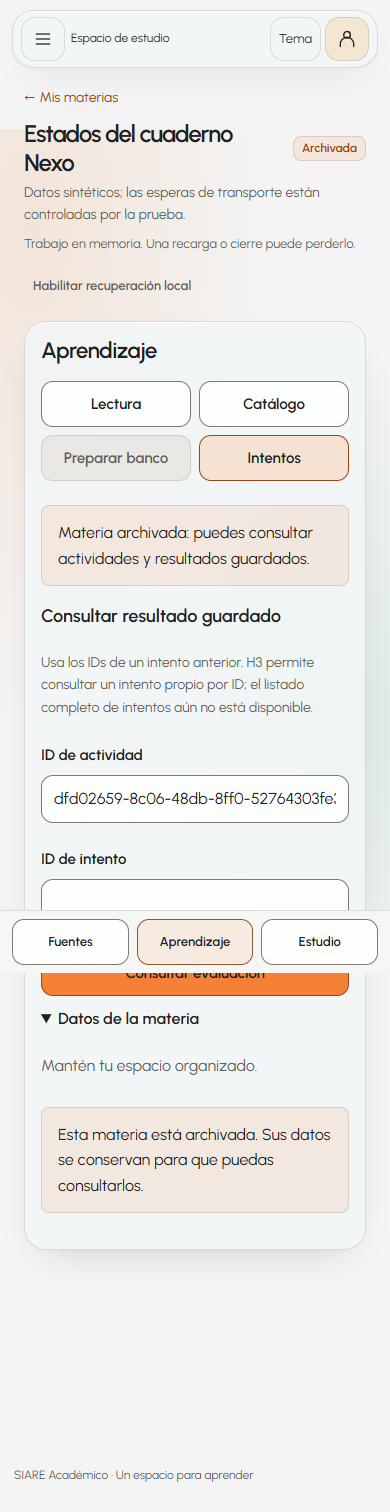 Espacio de estudio
Tema
← Mis materias
Estados del cuaderno
Nexo
Archivada
Datos sintéticos; las esperas de transporte están
controladas por la prueba.
Trabajo en memoria. Una recarga o cierre puede perderlo.
Habilitar recuperación local
Aprendizaje
Lectura
Catálogo
Preparar banco
Intentos
Materia archivada: puedes consultar
actividades y resultados guardados.
Consultar resultado guardado
Usa los IDs de un intento anterior. H3 permite
consultar un intento propio por ID; el listado
completo de intentos aún no está disponible.
ID de actividad
dfd02659-8c06-48db-8ff0-52764303fe
ID de intento
Fuentes
Aprendizaje
Estudio
Consultar evaluación
▼ Datos de la materia
Mantén tu espacio organizado.
Esta materia está archivada. Sus datos
se conservan para que puedas
consultarlos.
SIARE Académico · Un espacio para aprender